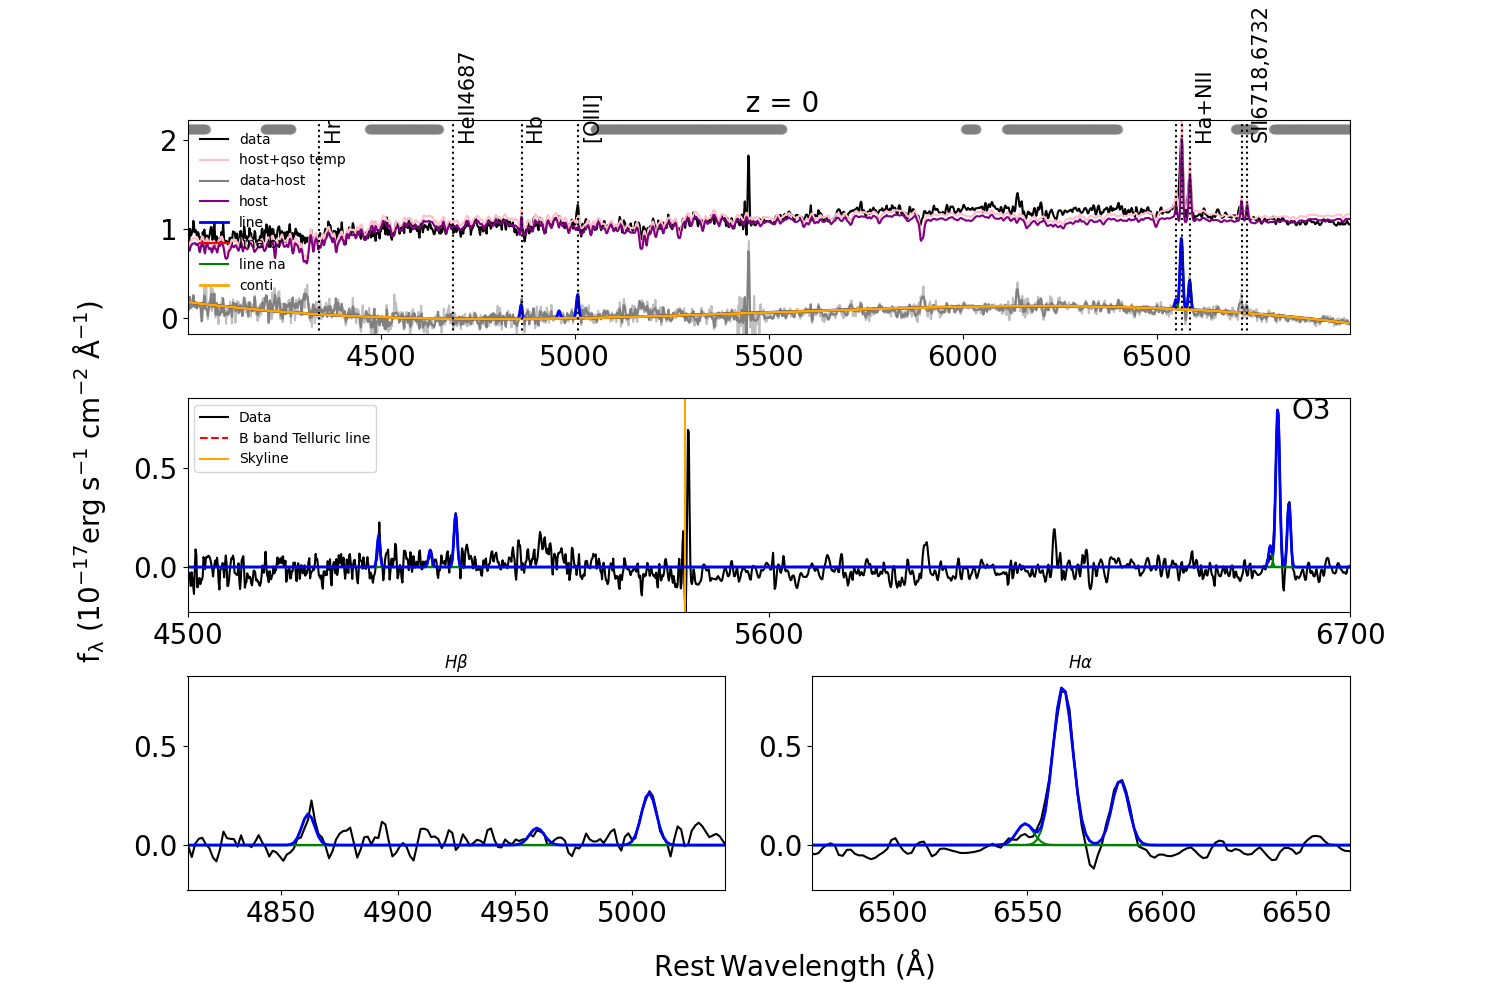 z = 0
Hr
HeII4687
Hb
[OIII]
Ha+NII
SII6718,6732
data
host+qso temp
data-host
host
line
line na
conti
2
1
0
4500
5000
5500
6000
6500
fλ (10⁻¹⁷erg s⁻¹ cm⁻² Å⁻¹)
Data
B band Telluric line
Skyline
O3
0.5
0.0
4500
5600
6700
Hβ
0.5
0.0
4850
4900
4950
5000
Hα
0.5
0.0
6500
6550
6600
6650
Rest Wavelength (Å)